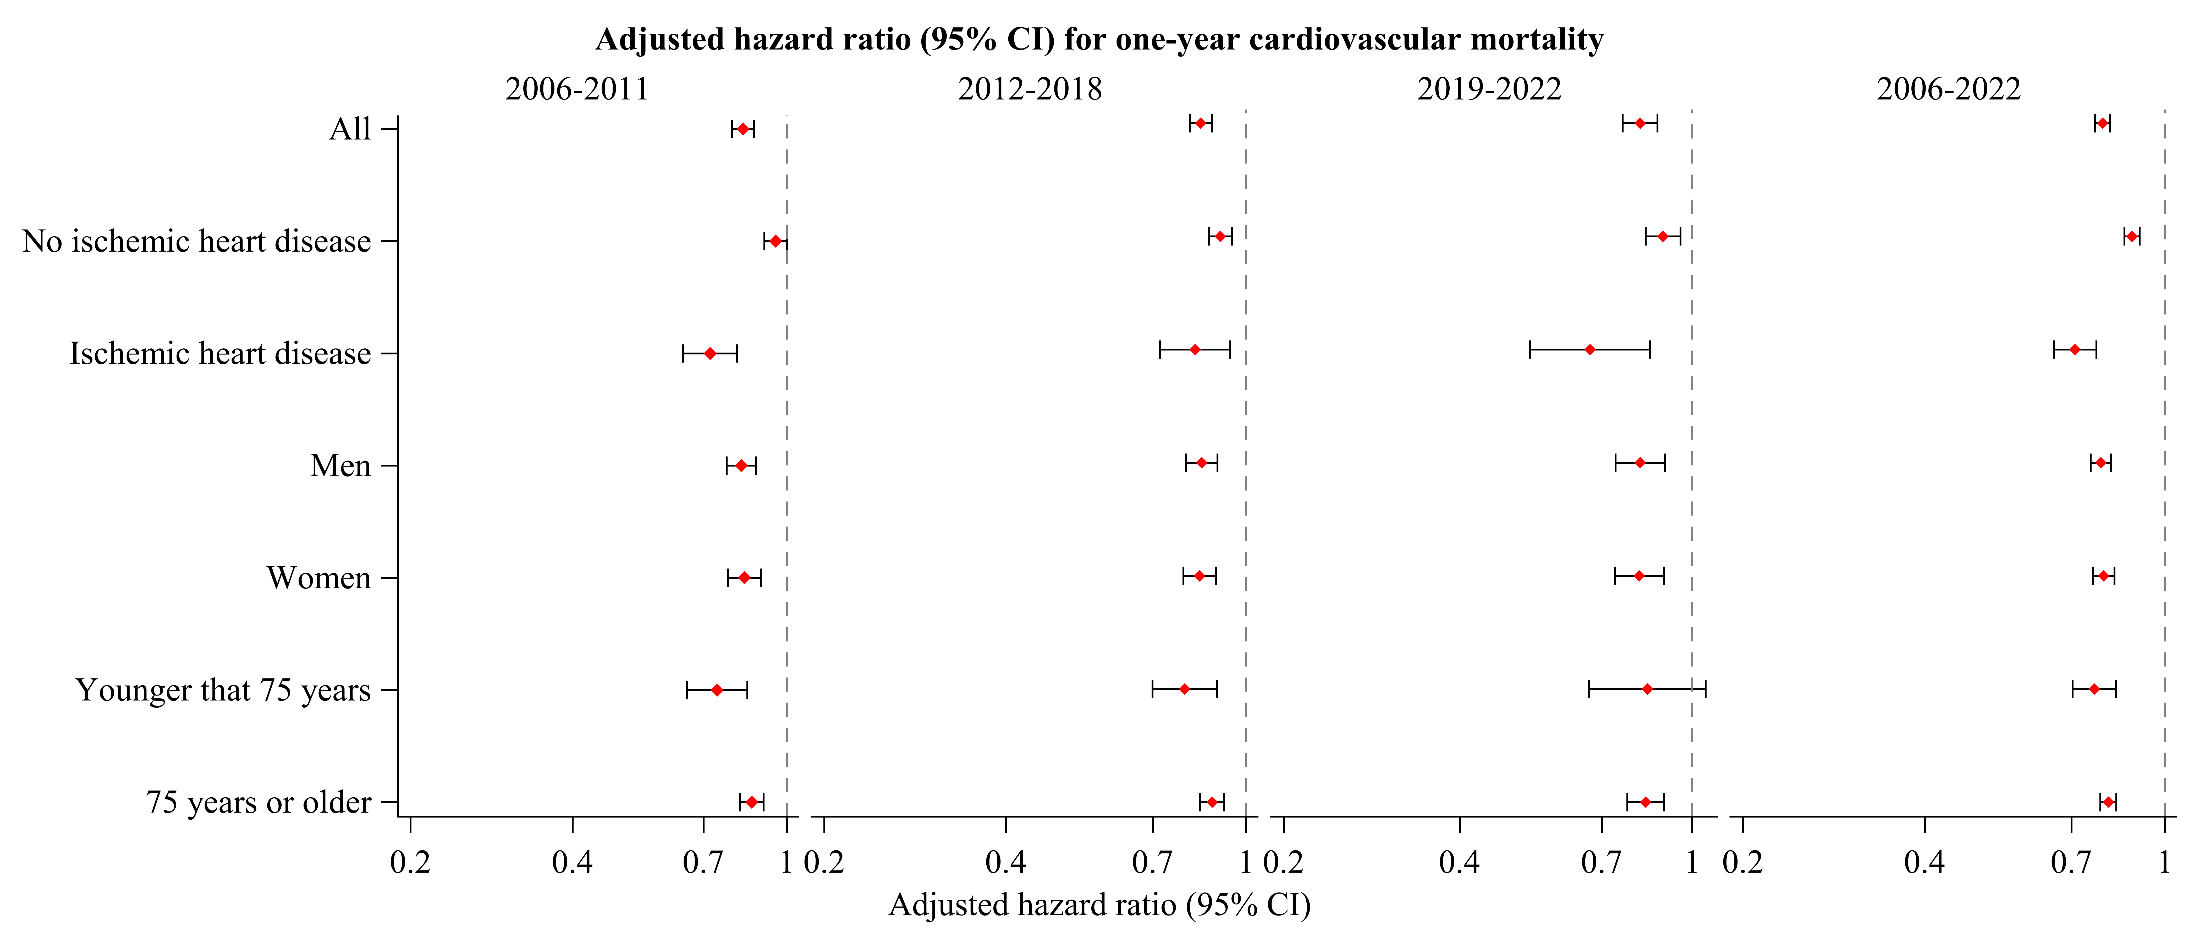 Adjusted hazard ratio (95% CI) for one-year cardiovascular mortality
2006-2011 2012-2018 2019-2022 2006-2022
All
No ischemic heart disease
Ischemic heart disease
Men
Women
Younger that 75 years
75 years or older
0.2 0.4 0.7 1 0.2 0.4 0.7 1 0.2 0.4 0.7 1 0.2 0.4 0.7 1
Adjusted hazard ratio (95% CI)